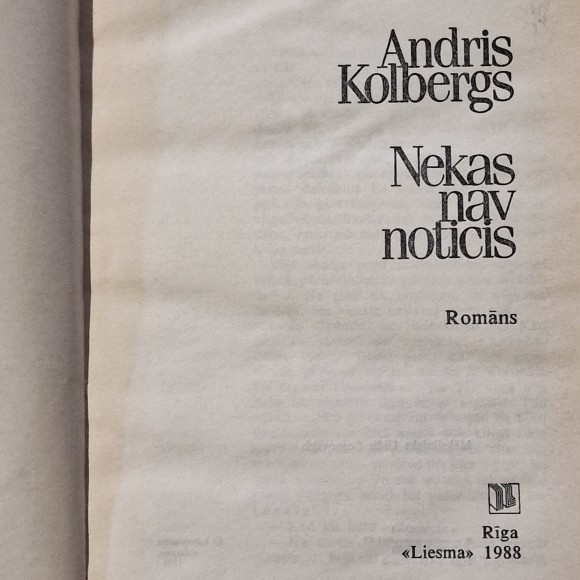 Andris
Kolbergs
Nekas
nav
noticis
Romāns
Rīga
«Liesma» 1988